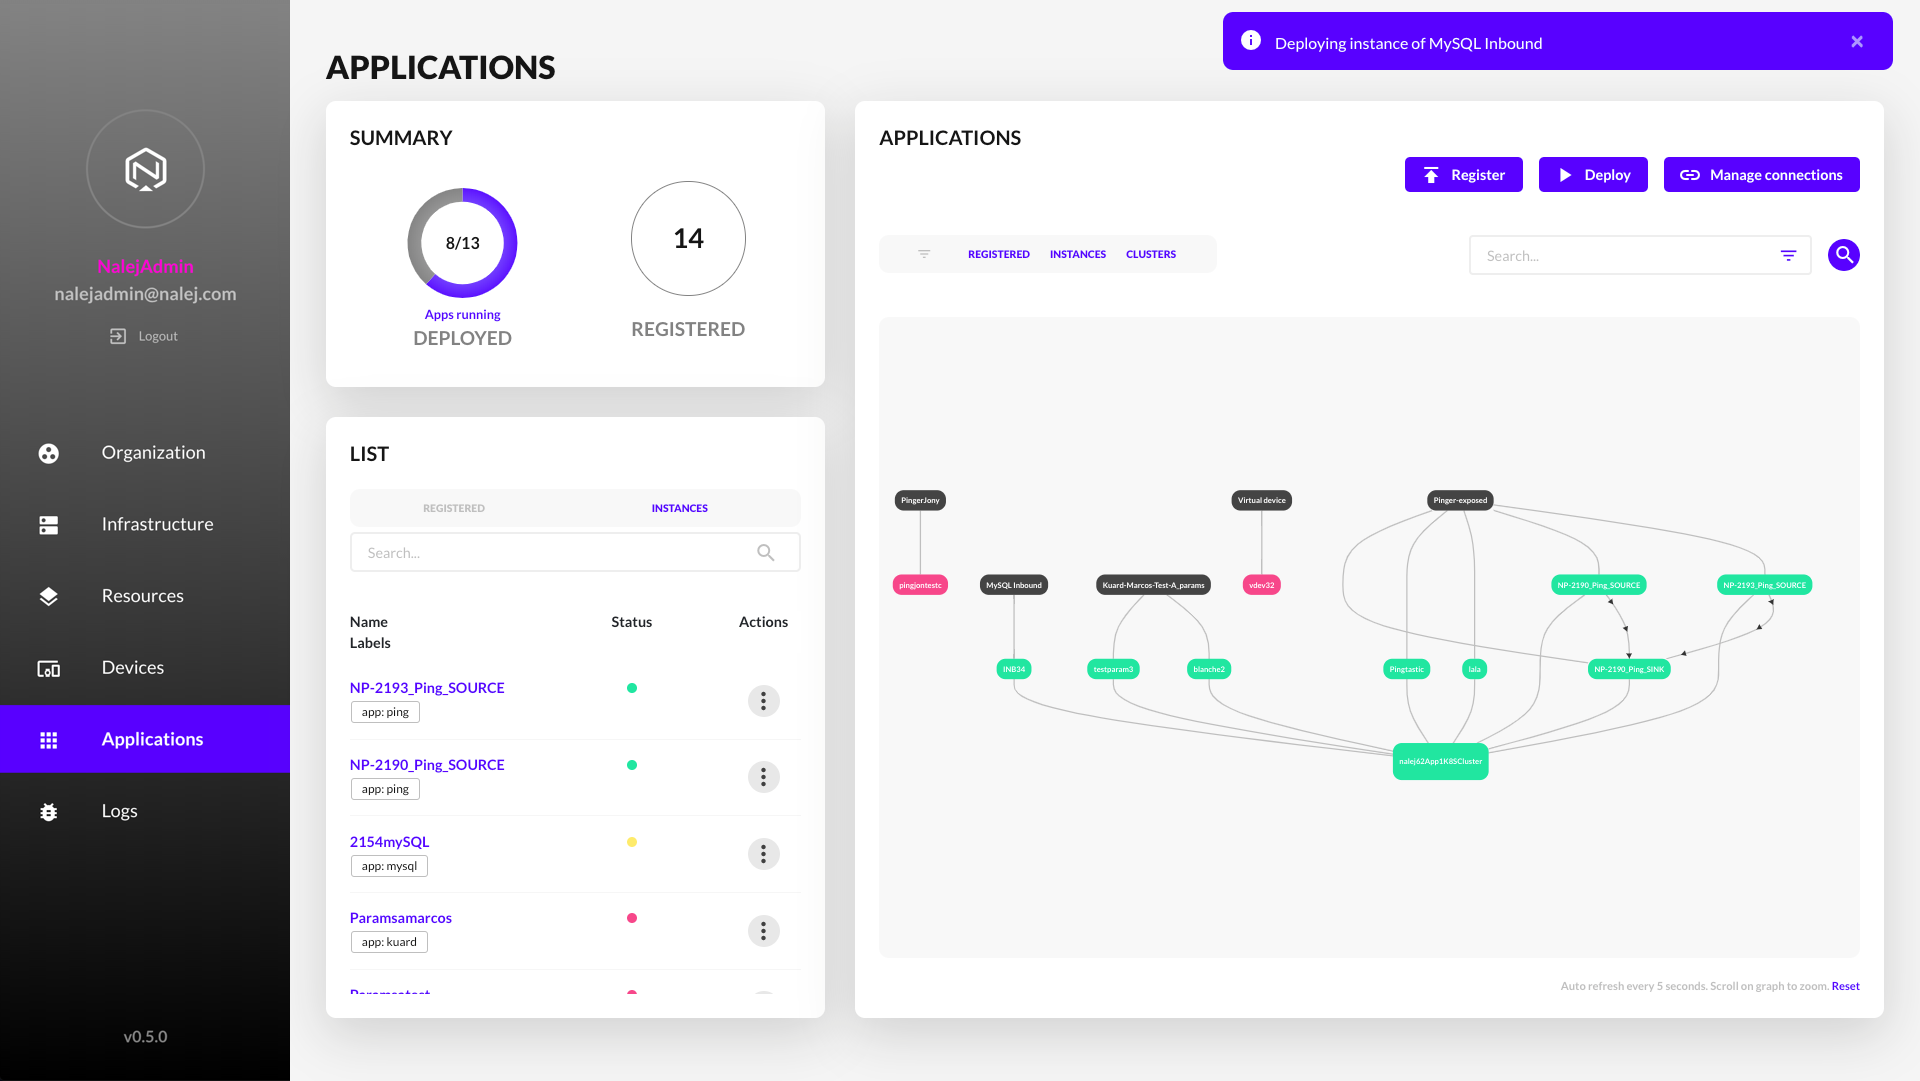 Deploying instance of MySQL Inbound
APPLICATIONS
NalejAdmin
nalejadmin@nalej.com
Logout
Organization
Infrastructure
Resources
Devices
Applications
Logs
v0.5.0
SUMMARY
8/13
Apps running
DEPLOYED
14
REGISTERED
LIST
REGISTERED INSTANCES
Search...
Name Status Actions
Labels
NP-2193_Ping_SOURCE
app: ping
NP-2190_Ping_SOURCE
app: ping
2154mySQL
app: mysql
Paramsamarcos
app: kuard
Paramsatest
APPLICATIONS
Register Deploy Manage connections
REGISTERED INSTANCES CLUSTERS
Search...
PingerJony Virtual device Pinger-exposed
pingjontestc MySQL Inbound Kuard-Marcos-Test-A_params vdev32 NP-2190_Ping_SOURCE NP-2193_Ping_SOURCE
INB34 testparam3 blanche2 Pingtastic lala NP-2190_Ping_SINK
nalej62App1K8SCluster
Auto refresh every 5 seconds. Scroll on graph to zoom. Reset